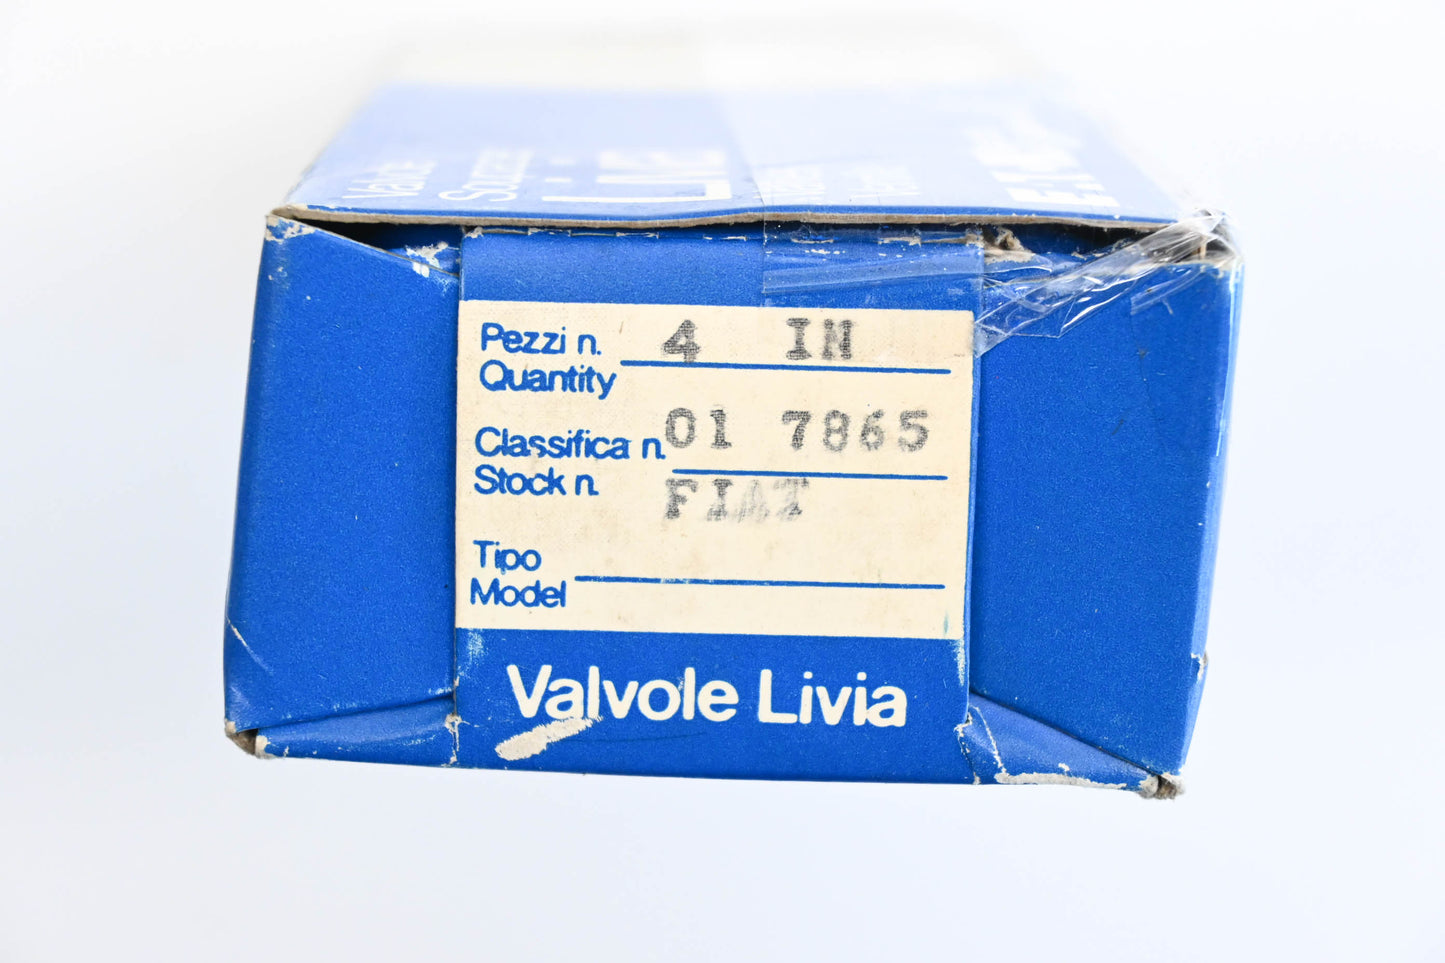 Pezzi n. 4 IN
Quantity
Classifica n. 01 7865
Stock n.
FIAT
Tipo
Model
Valvole Livia